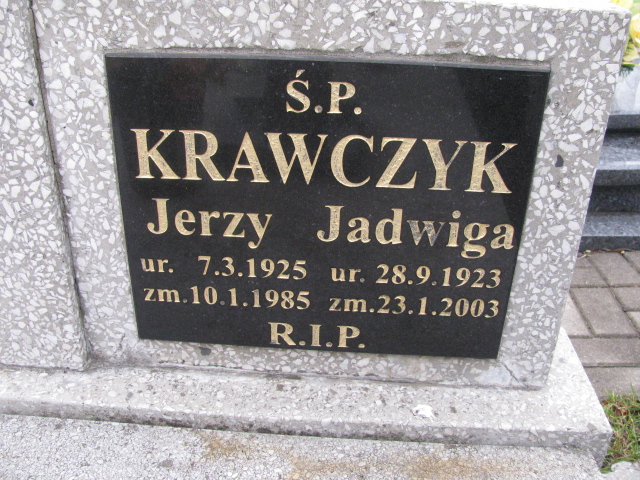 Ś.P.
KRAWCZYK
Jerzy Jadwiga
ur. 7.3.1925 ur. 28.9.1923
zm.10.1.1985 zm.23.1.2003
R.I.P.